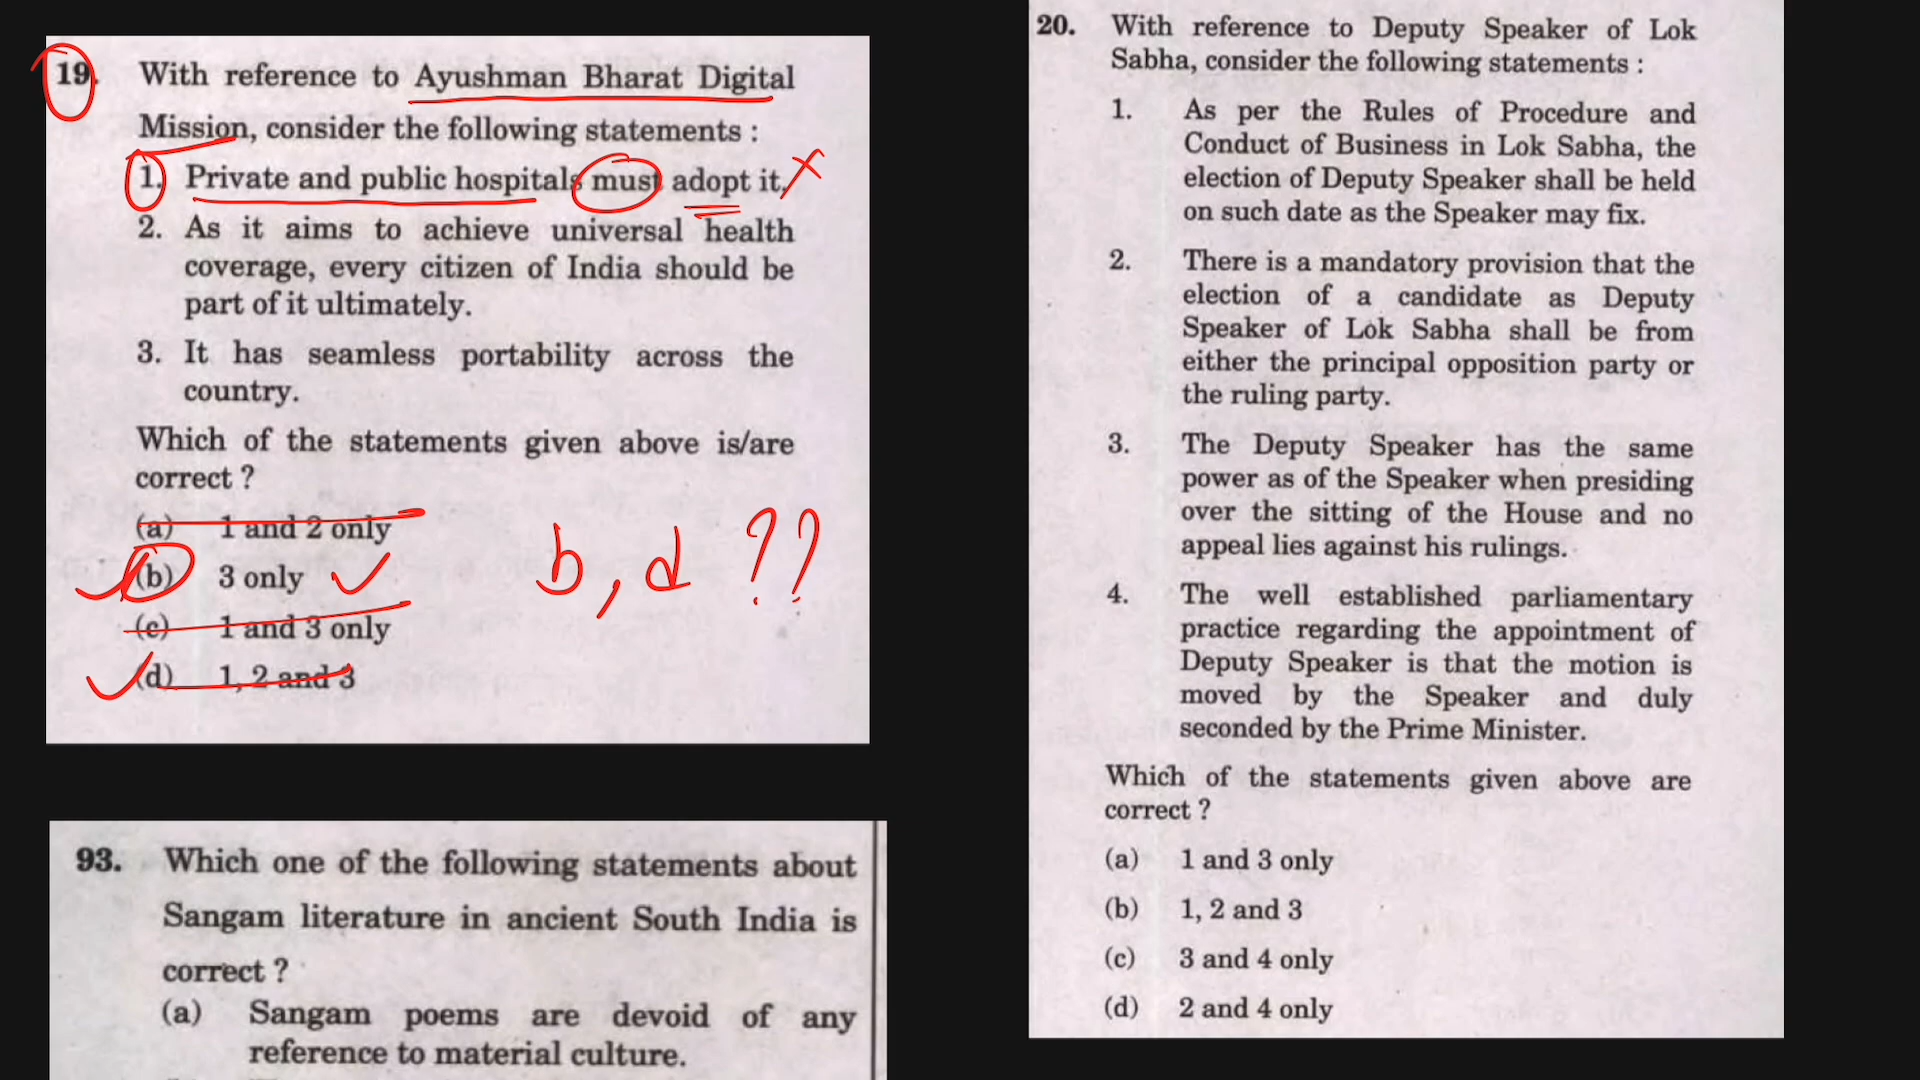 19. With reference to Ayushman Bharat Digital
Mission, consider the following statements :
1. Private and public hospitals must adopt it.
2. As it aims to achieve universal health
coverage, every citizen of India should be
part of it ultimately.
3. It has seamless portability across the
country.
Which of the statements given above is/are
correct ?
(a) 1 and 2 only
(b) 3 only
(c) 1 and 3 only
(d) 1, 2 and 3
b, d ??
93. Which one of the following statements about
Sangam literature in ancient South India is
correct ?
(a) Sangam poems are devoid of any
reference to material culture.
20. With reference to Deputy Speaker of Lok
Sabha, consider the following statements :
1. As per the Rules of Procedure and
Conduct of Business in Lok Sabha, the
election of Deputy Speaker shall be held
on such date as the Speaker may fix.
2. There is a mandatory provision that the
election of a candidate as Deputy
Speaker of Lok Sabha shall be from
either the principal opposition party or
the ruling party.
3. The Deputy Speaker has the same
power as of the Speaker when presiding
over the sitting of the House and no
appeal lies against his rulings.
4. The well established parliamentary
practice regarding the appointment of
Deputy Speaker is that the motion is
moved by the Speaker and duly
seconded by the Prime Minister.
Which of the statements given above are
correct ?
(a) 1 and 3 only
(b) 1, 2 and 3
(c) 3 and 4 only
(d) 2 and 4 only